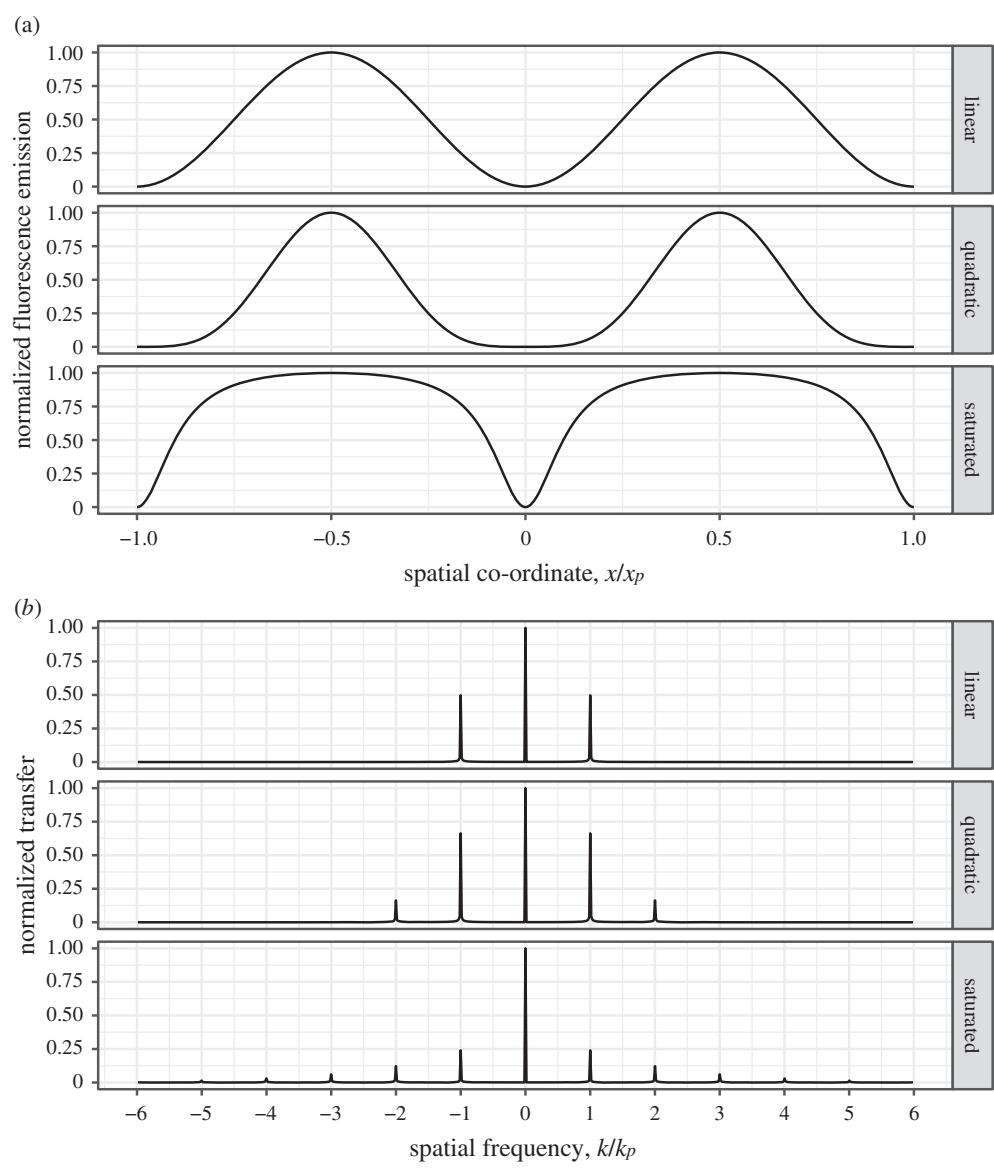 (a)
normalized fluorescence emission
1.00
0.75
0.50
0.25
0
linear
1.00
0.75
0.50
0.25
0
quadratic
1.00
0.75
0.50
0.25
0
saturated
−1.0 −0.5 0 0.5 1.0
spatial co-ordinate, x/xp
(b)
normalized transfer
1.00
0.75
0.50
0.25
0
linear
1.00
0.75
0.50
0.25
0
quadratic
1.00
0.75
0.50
0.25
0
saturated
−6 −5 −4 −3 −2 −1 0 1 2 3 4 5 6
spatial frequency, k/kp